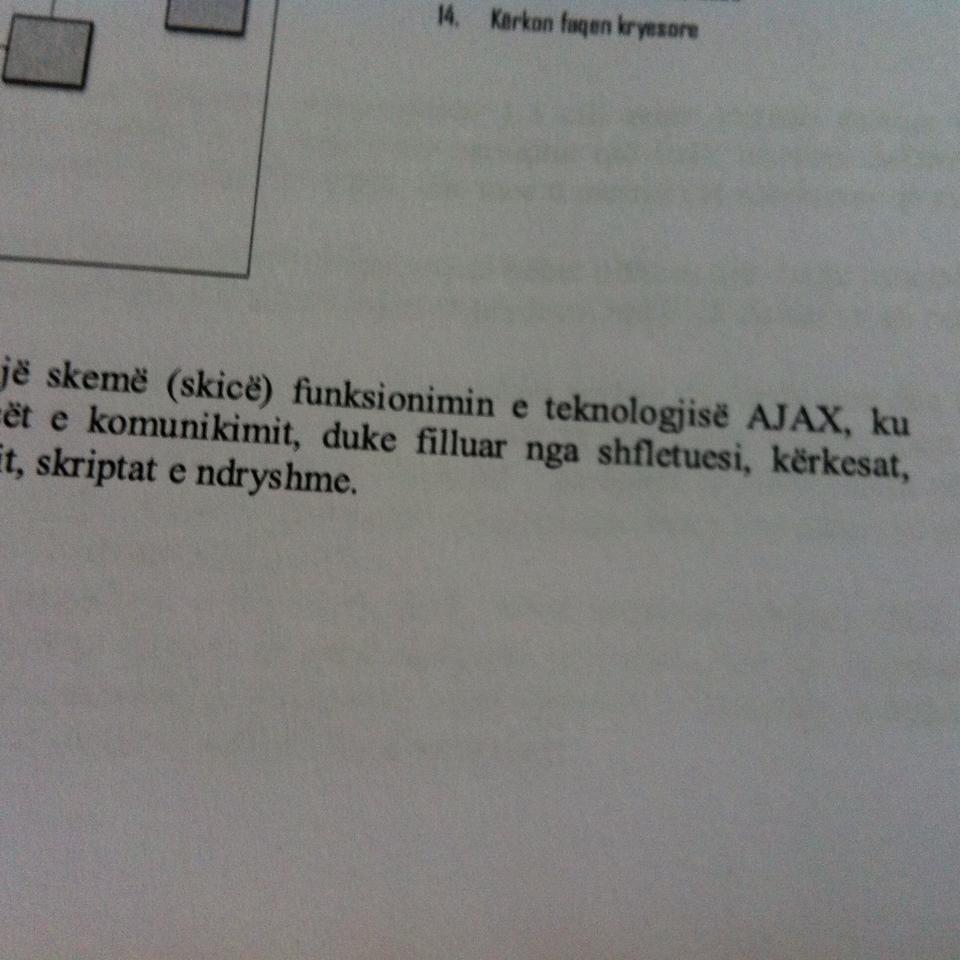 14. Kërkon faqen kryesore
jë skemë (skicë) funksionimin e teknologjisë AJAX, ku
ët e komunikimit, duke filluar nga shfletuesi, kërkesat,
it, skriptat e ndryshme.